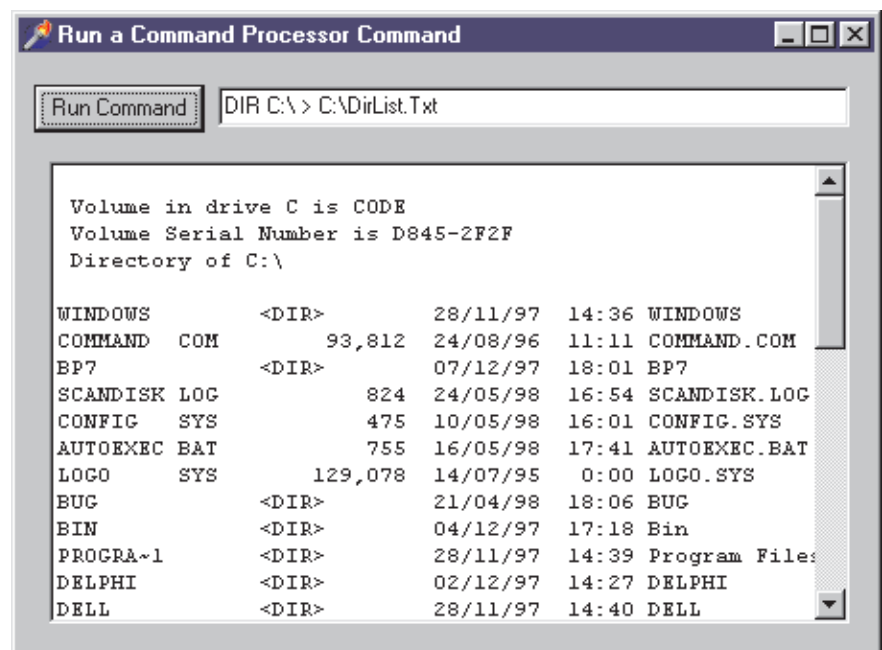 Run a Command Processor Command
Run Command
DIR C:\ > C:\DirList.Txt
Volume in drive C is CODE
Volume Serial Number is D845-2F2F
Directory of C:\
WINDOWS <DIR> 28/11/97 14:36 WINDOWS
COMMAND COM 93,812 24/08/96 11:11 COMMAND.COM
BP7 <DIR> 07/12/97 18:01 BP7
SCANDISK LOG 824 24/05/98 16:54 SCANDISK.LOG
CONFIG SYS 475 10/05/98 16:01 CONFIG.SYS
AUTOEXEC BAT 755 16/05/98 17:41 AUTOEXEC.BAT
LOGO SYS 129,078 14/07/95 0:00 LOGO.SYS
BUG <DIR> 21/04/98 18:06 BUG
BIN <DIR> 04/12/97 17:18 Bin
PROGRA~1 <DIR> 28/11/97 14:39 Program Files
DELPHI <DIR> 02/12/97 14:27 DELPHI
DELL <DIR> 28/11/97 14:40 DELL